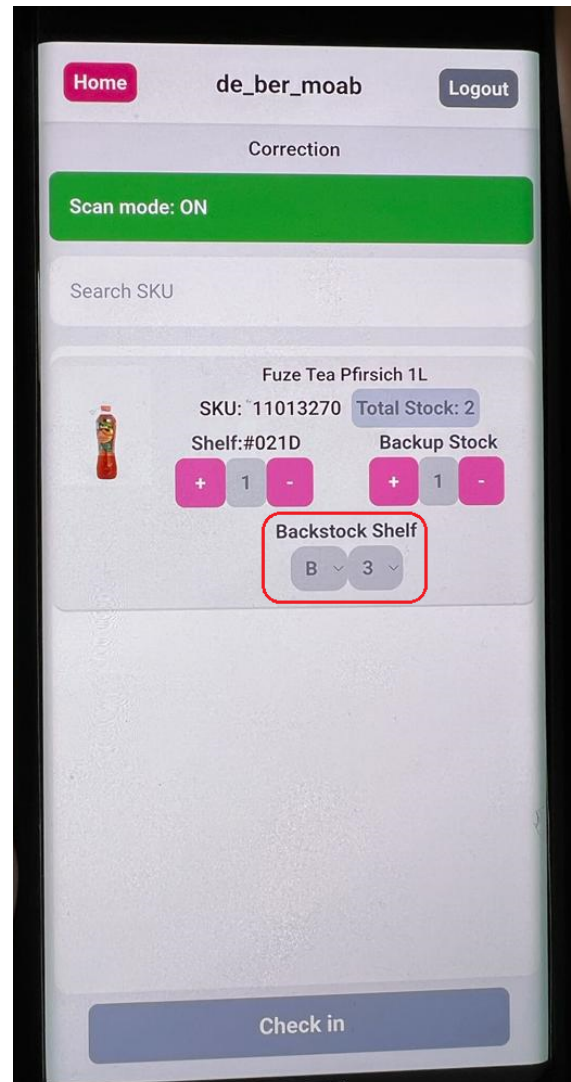 Home de_ber_moab Logout
Correction
Scan mode: ON
Search SKU
Fuze Tea Pfirsich 1L
SKU: 11013270 Total Stock: 2
Shelf:#021D Backup Stock
+ 1 - + 1 -
Backstock Shelf
B 3
Check in